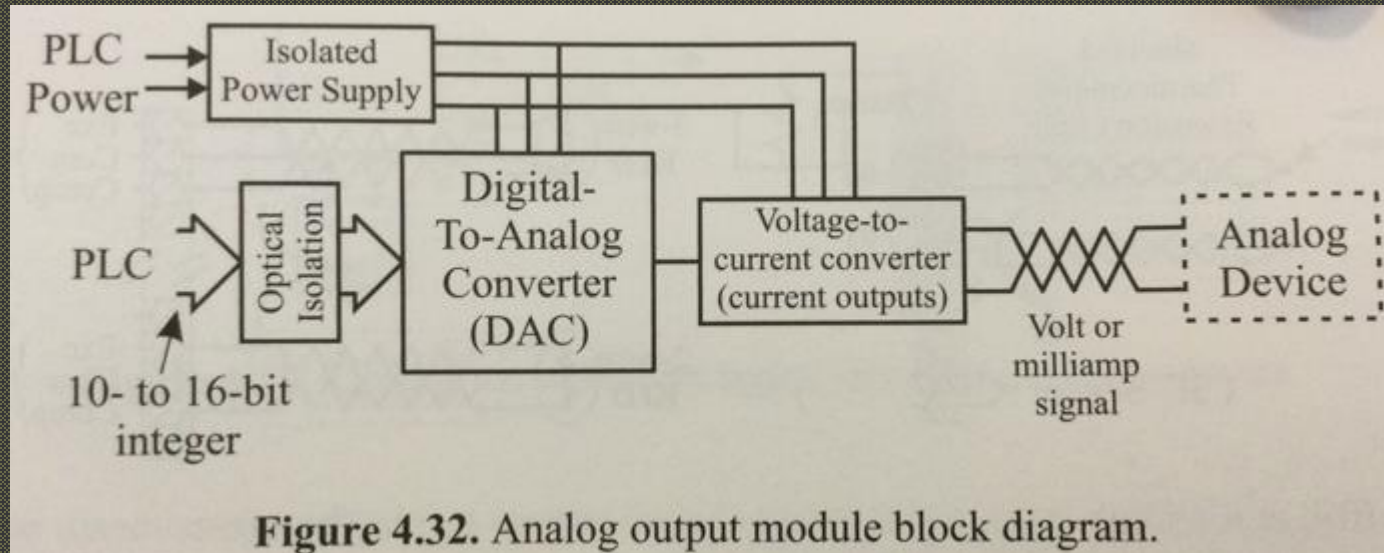 PLC
Power
Isolated
Power Supply
PLC
Optical
Isolation
Digital-
To-Analog
Converter
(DAC)
Voltage-to-
current converter
(current outputs)
Analog
Device
Volt or
milliamp
signal
10- to 16-bit
integer
Figure 4.32. Analog output module block diagram.